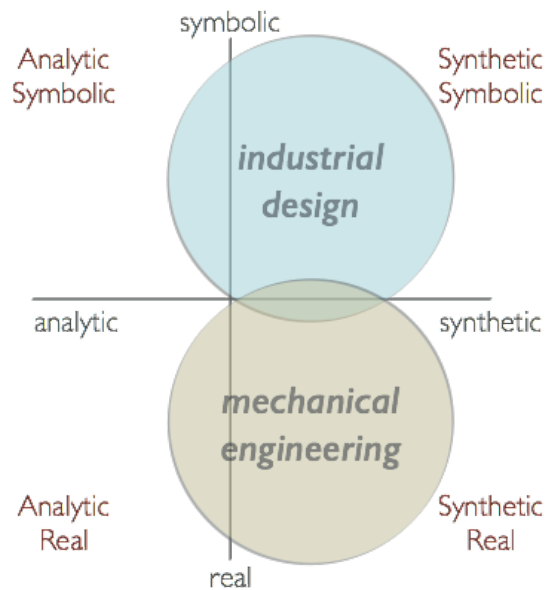 symbolic
Analytic
Symbolic
Synthetic
Symbolic
industrial
design
analytic
synthetic
mechanical
engineering
Analytic
Real
Synthetic
Real
real